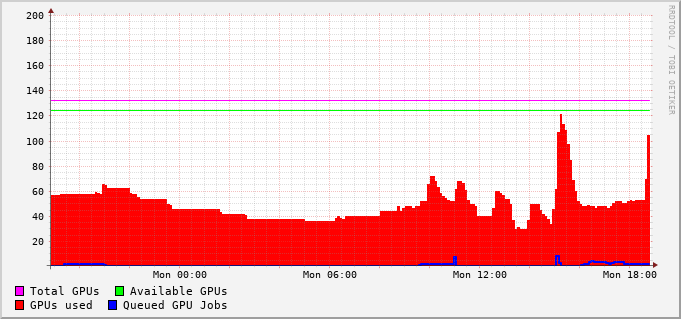 200
180
160
140
120
100
80
60
40
20
Mon 00:00 Mon 06:00 Mon 12:00 Mon 18:00
Total GPUs Available GPUs
GPUs used Queued GPU Jobs
RRDTOOL / TOBI OETIKER